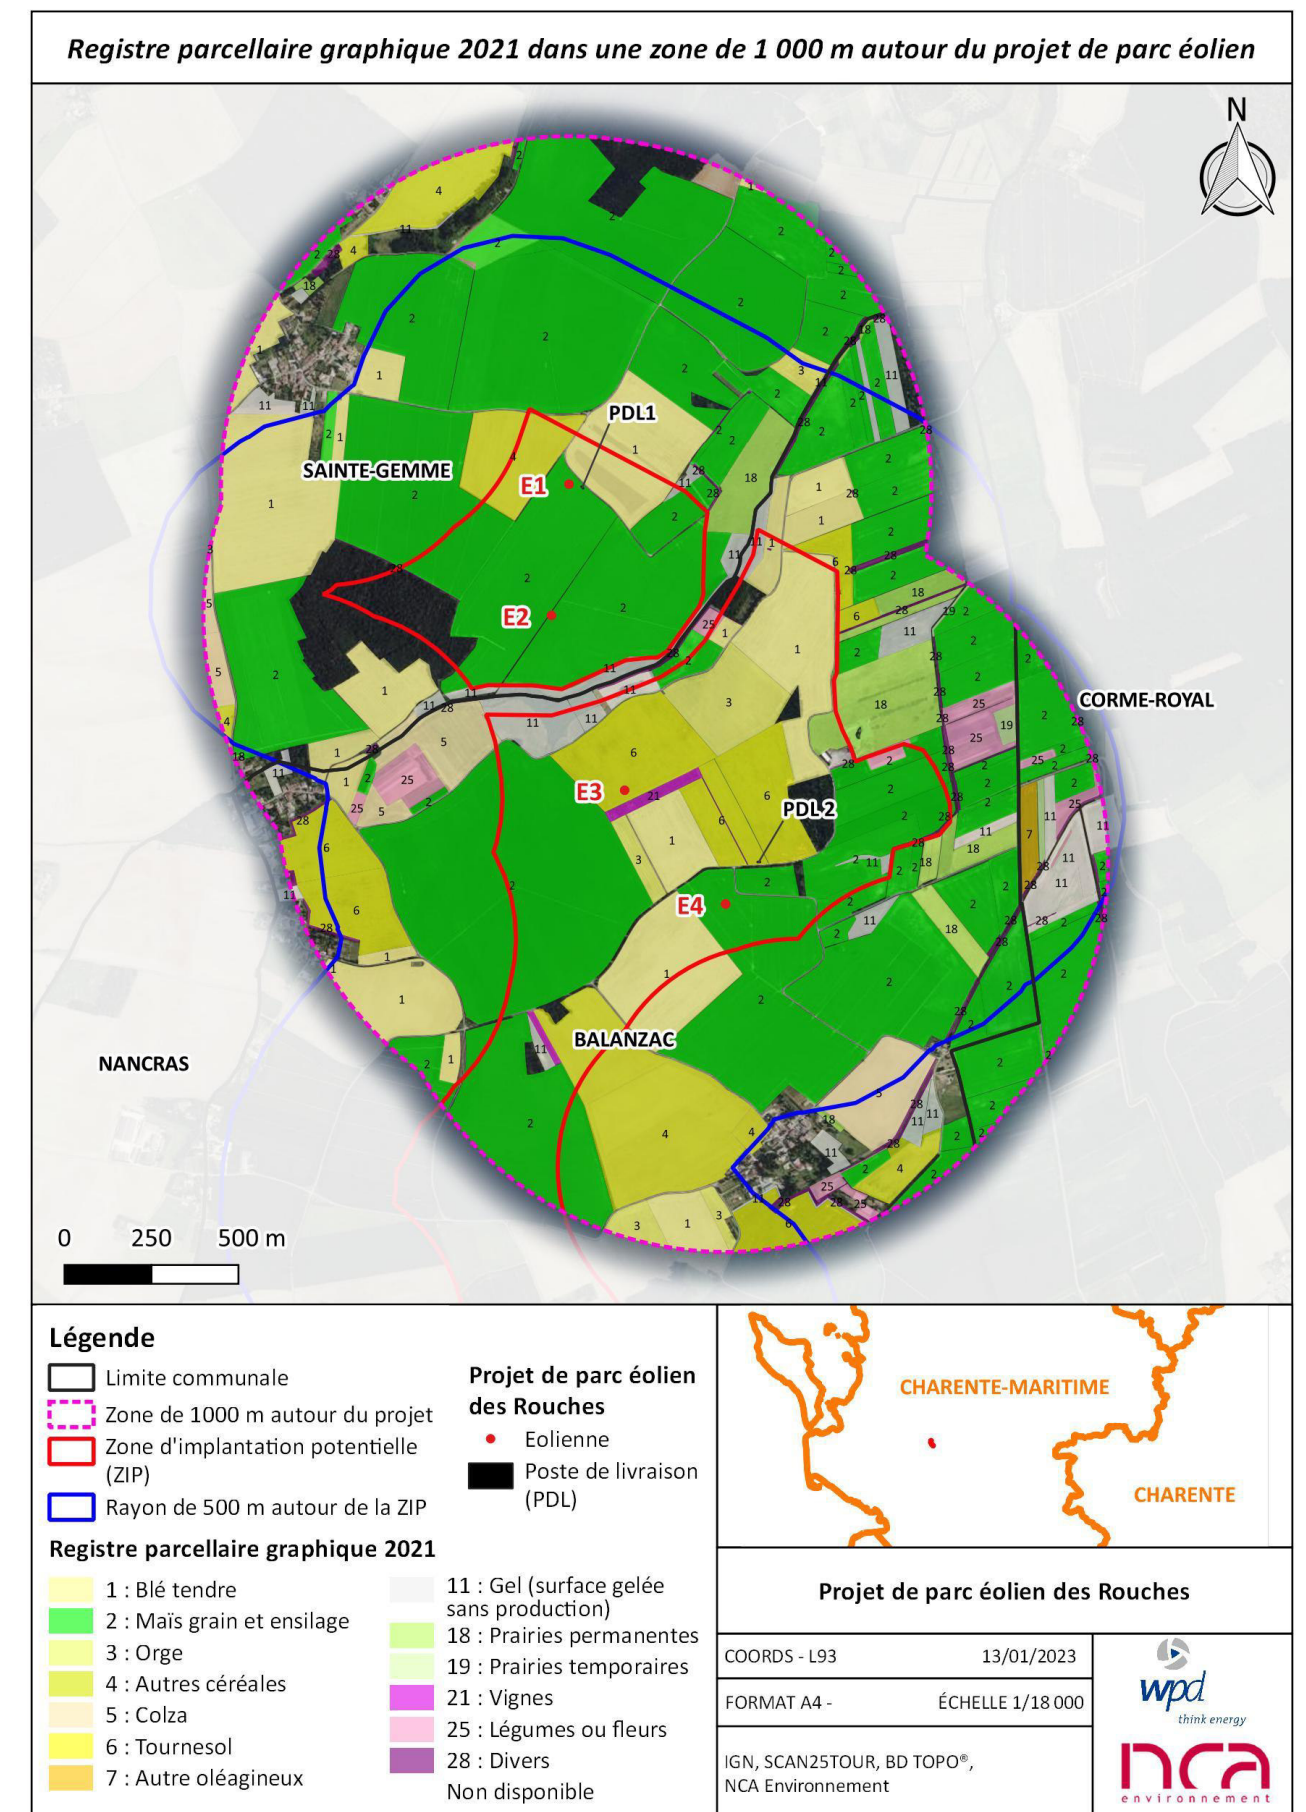 Registre parcellaire graphique 2021 dans une zone de 1 000 m autour du projet de parc éolien
N
PDL1
SAINTE-GEMME
E1
E2
CORME-ROYAL
E3
PDL 2
E4
BALANZAC
NANCRAS
0 250 500 m
Légende
Limite communale
Zone de 1000 m autour du projet
Zone d'implantation potentielle
(ZIP)
Rayon de 500 m autour de la ZIP
Projet de parc éolien
des Rouches
Eolienne
Poste de livraison
(PDL)
Registre parcellaire graphique 2021
1 : Blé tendre
2 : Maïs grain et ensilage
3 : Orge
4 : Autres céréales
5 : Colza
6 : Tournesol
7 : Autre oléagineux
11 : Gel (surface gelée
sans production)
18 : Prairies permanentes
19 : Prairies temporaires
21 : Vignes
25 : Légumes ou fleurs
28 : Divers
Non disponible
CHARENTE-MARITIME
CHARENTE
Projet de parc éolien des Rouches
COORDS - L93 13/01/2023
FORMAT A4 - ÉCHELLE 1/18 000
IGN, SCAN25TOUR, BD TOPO®,
NCA Environnement
wpd
think energy
nca
environnement